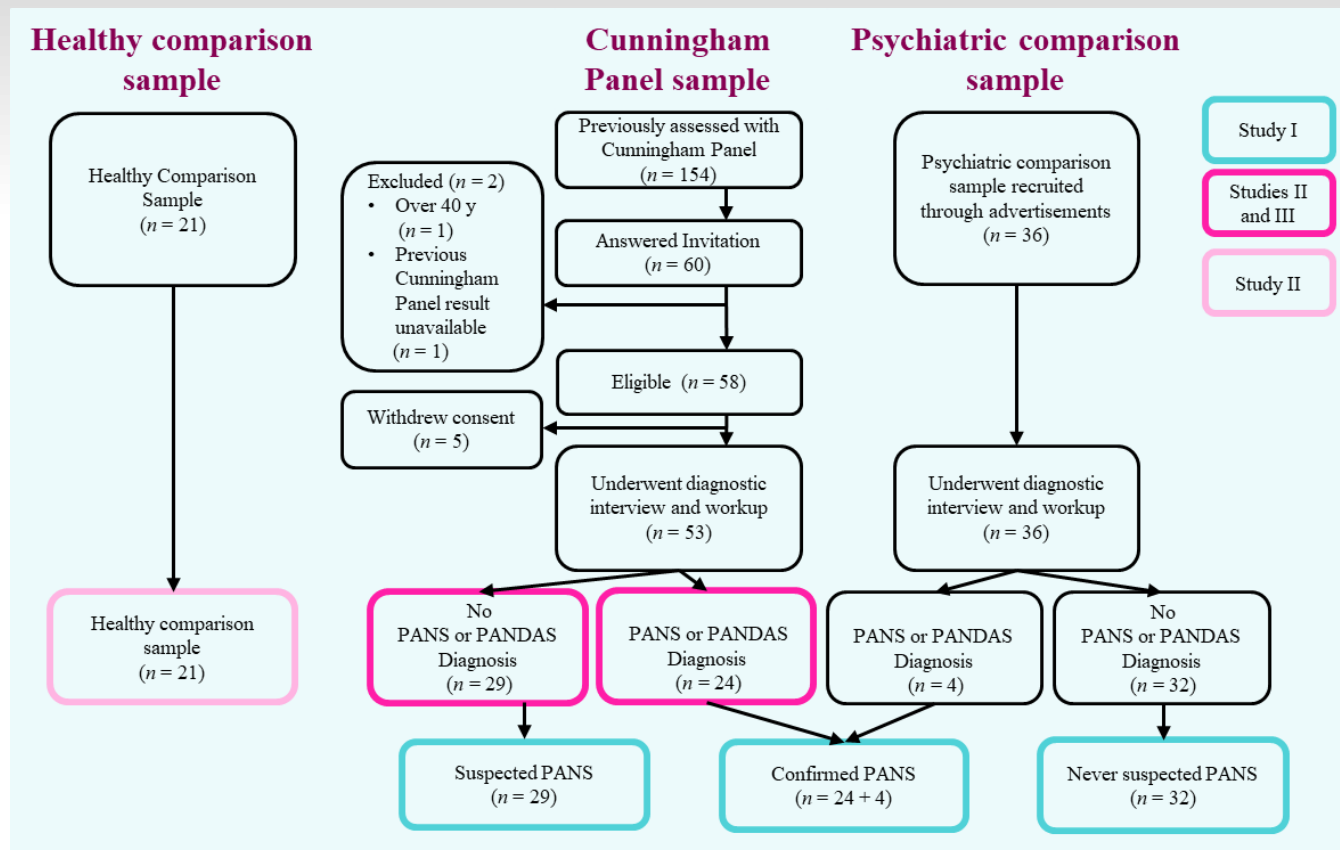 Healthy comparison
sample
Healthy Comparison
Sample
(n = 21)
Healthy comparison
sample
(n = 21)
Cunningham
Panel sample
Previously assessed with
Cunningham Panel
(n = 154)
Excluded (n = 2)
• Over 40 y
(n = 1)
• Previous
Cunningham
Panel result
unavailable
(n = 1)
Answered Invitation
(n = 60)
Eligible (n = 58)
Withdrew consent
(n = 5)
Underwent diagnostic
interview and workup
(n = 53)
No
PANS or PANDAS
Diagnosis
(n = 29)
PANS or PANDAS
Diagnosis
(n = 24)
Suspected PANS
(n = 29)
Confirmed PANS
(n = 24 + 4)
Psychiatric comparison
sample
Psychiatric comparison
sample recruited
through advertisements
(n = 36)
Underwent diagnostic
interview and workup
(n = 36)
PANS or PANDAS
Diagnosis
(n = 4)
No
PANS or PANDAS
Diagnosis
(n = 32)
Never suspected PANS
(n = 32)
Study I
Studies II
and III
Study II